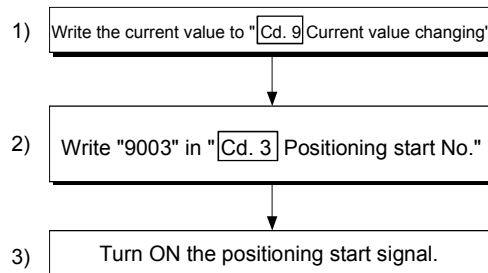 1) Write the current value to "Cd. 9 Current value changing"
2) Write "9003" in "Cd. 3 Positioning start No."
3) Turn ON the positioning start signal.